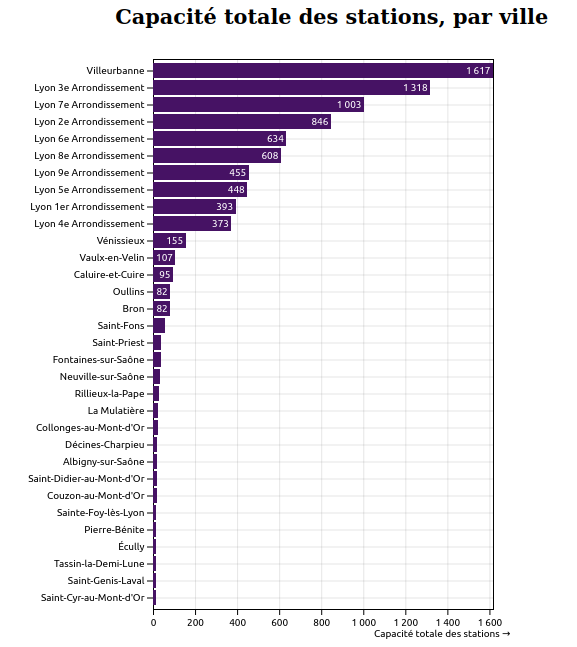 Capacité totale des stations, par ville
Villeurbanne 1 617
Lyon 3e Arrondissement 1 318
Lyon 7e Arrondissement 1 003
Lyon 2e Arrondissement 846
Lyon 6e Arrondissement 634
Lyon 8e Arrondissement 608
Lyon 9e Arrondissement 455
Lyon 5e Arrondissement 448
Lyon 1er Arrondissement 393
Lyon 4e Arrondissement 373
Vénissieux 155
Vaulx-en-Velin 107
Caluire-et-Cuire 95
Oullins 82
Bron 82
Saint-Fons
Saint-Priest
Fontaines-sur-Saône
Neuville-sur-Saône
Rillieux-la-Pape
La Mulatière
Collonges-au-Mont-d'Or
Décines-Charpieu
Albigny-sur-Saône
Saint-Didier-au-Mont-d'Or
Couzon-au-Mont-d'Or
Sainte-Foy-lès-Lyon
Pierre-Bénite
Écully
Tassin-la-Demi-Lune
Saint-Genis-Laval
Saint-Cyr-au-Mont-d'Or
0 200 400 600 800 1 000 1 200 1 400 1 600
Capacité totale des stations →